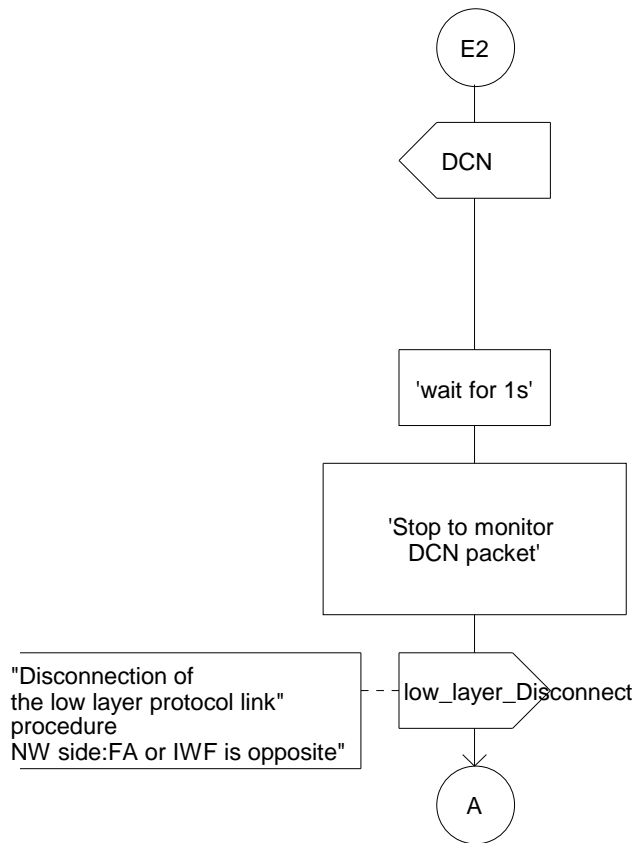 E2
DCN
'wait for 1s'
'Stop to monitor
DCN packet'
"Disconnection of
the low layer protocol link"
procedure
NW side:FA or IWF is opposite"
low_layer_Disconnect
A